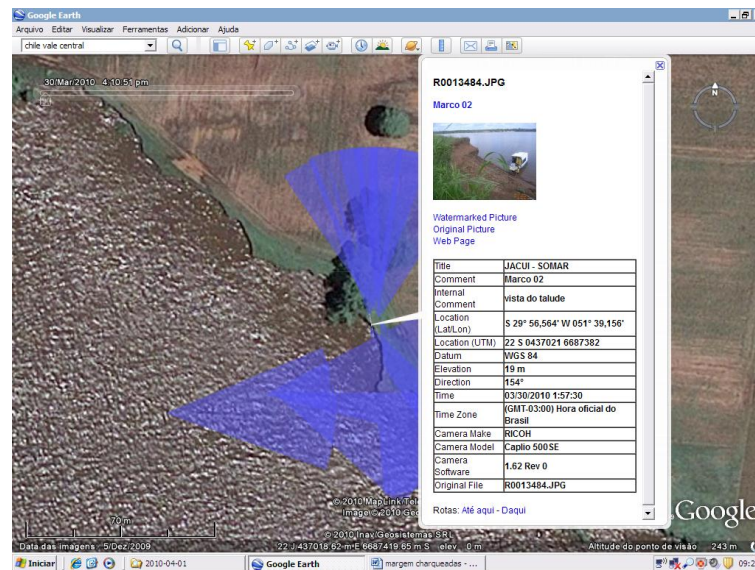 Google Earth
Arquivo Editar Visualizar Ferramentas Adicionar Ajuda
chile vale central
30/Mar/2010 4:10:51 pm
N
R0013484.JPG
Marco 02
Watermarked Picture
Original Picture
Web Page
Title JACUI - SOMAR
Comment Marco 02
Internal
Comment vista do talude
Location
(Lat/Lon) S 29° 56,564' W 051° 39,156'
Location (UTM) 22 S 0437021 6687382
Datum WGS 84
Elevation 19 m
Direction 154°
Time 03/30/2010 1:57:30
Time Zone (GMT-03:00) Hora oficial do
Brasil
Camera Make RICOH
Camera Model Caplio 500SE
Camera
Software 1.62 Rev 0
Original File R0013484.JPG
Rotas: Até aqui - Daqui
70 m
© 2010 MapLink/Tel
Image © 2010 Geo
© 2010 Inav/Geosistemas SRL
Google
Data das Imagens: 5/Dez/2009
22 J 437018.62 m E 6687419.65 m S elev 0 m
Altitude do ponto de visão 243 m
Iniciar
2010-04-01
Google Earth
margem charqueadas - ...